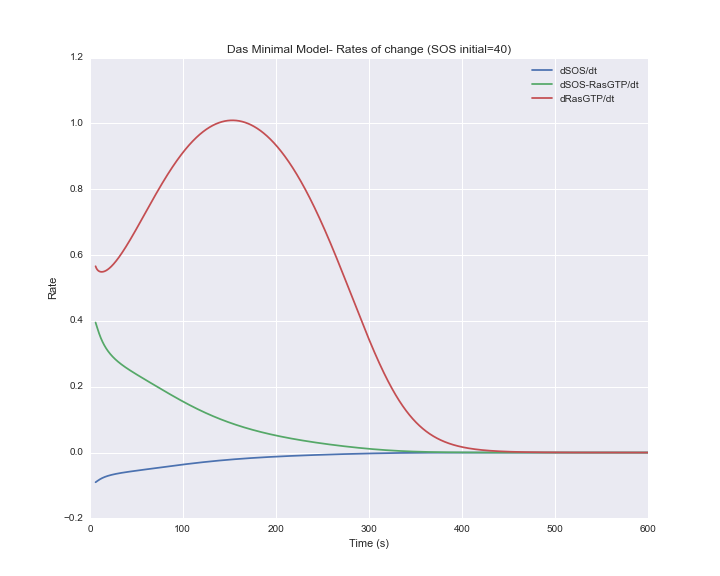 Das Minimal Model- Rates of change (SOS initial=40)
1.2
dSOS/dt
dSOS-RasGTP/dt
dRasGTP/dt
1.0
0.8
0.6
Rate
0.4
0.2
0.0
−0.2
0 100 200 300 400 500 600
Time (s)